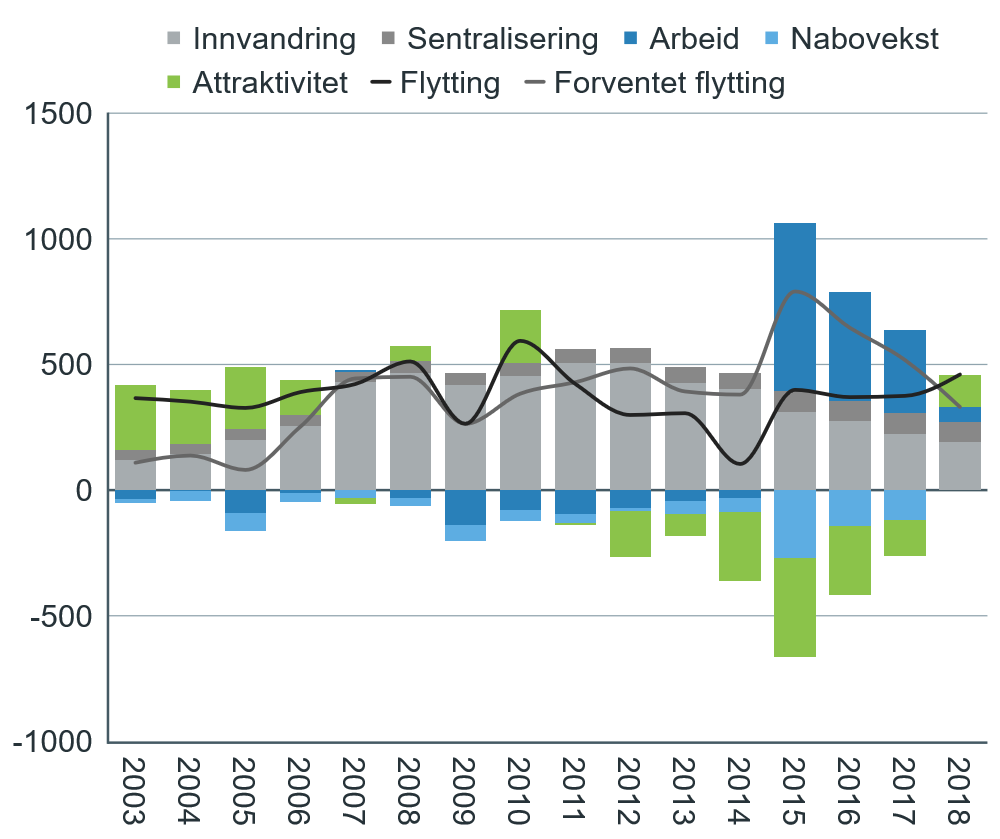 Innvandring Sentralisering Arbeid Nabovekst
Attraktivitet Flytting Forventet flytting
1500
1000
500
0
-500
-1000
2003 2004 2005 2006 2007 2008 2009 2010 2011 2012 2013 2014 2015 2016 2017 2018